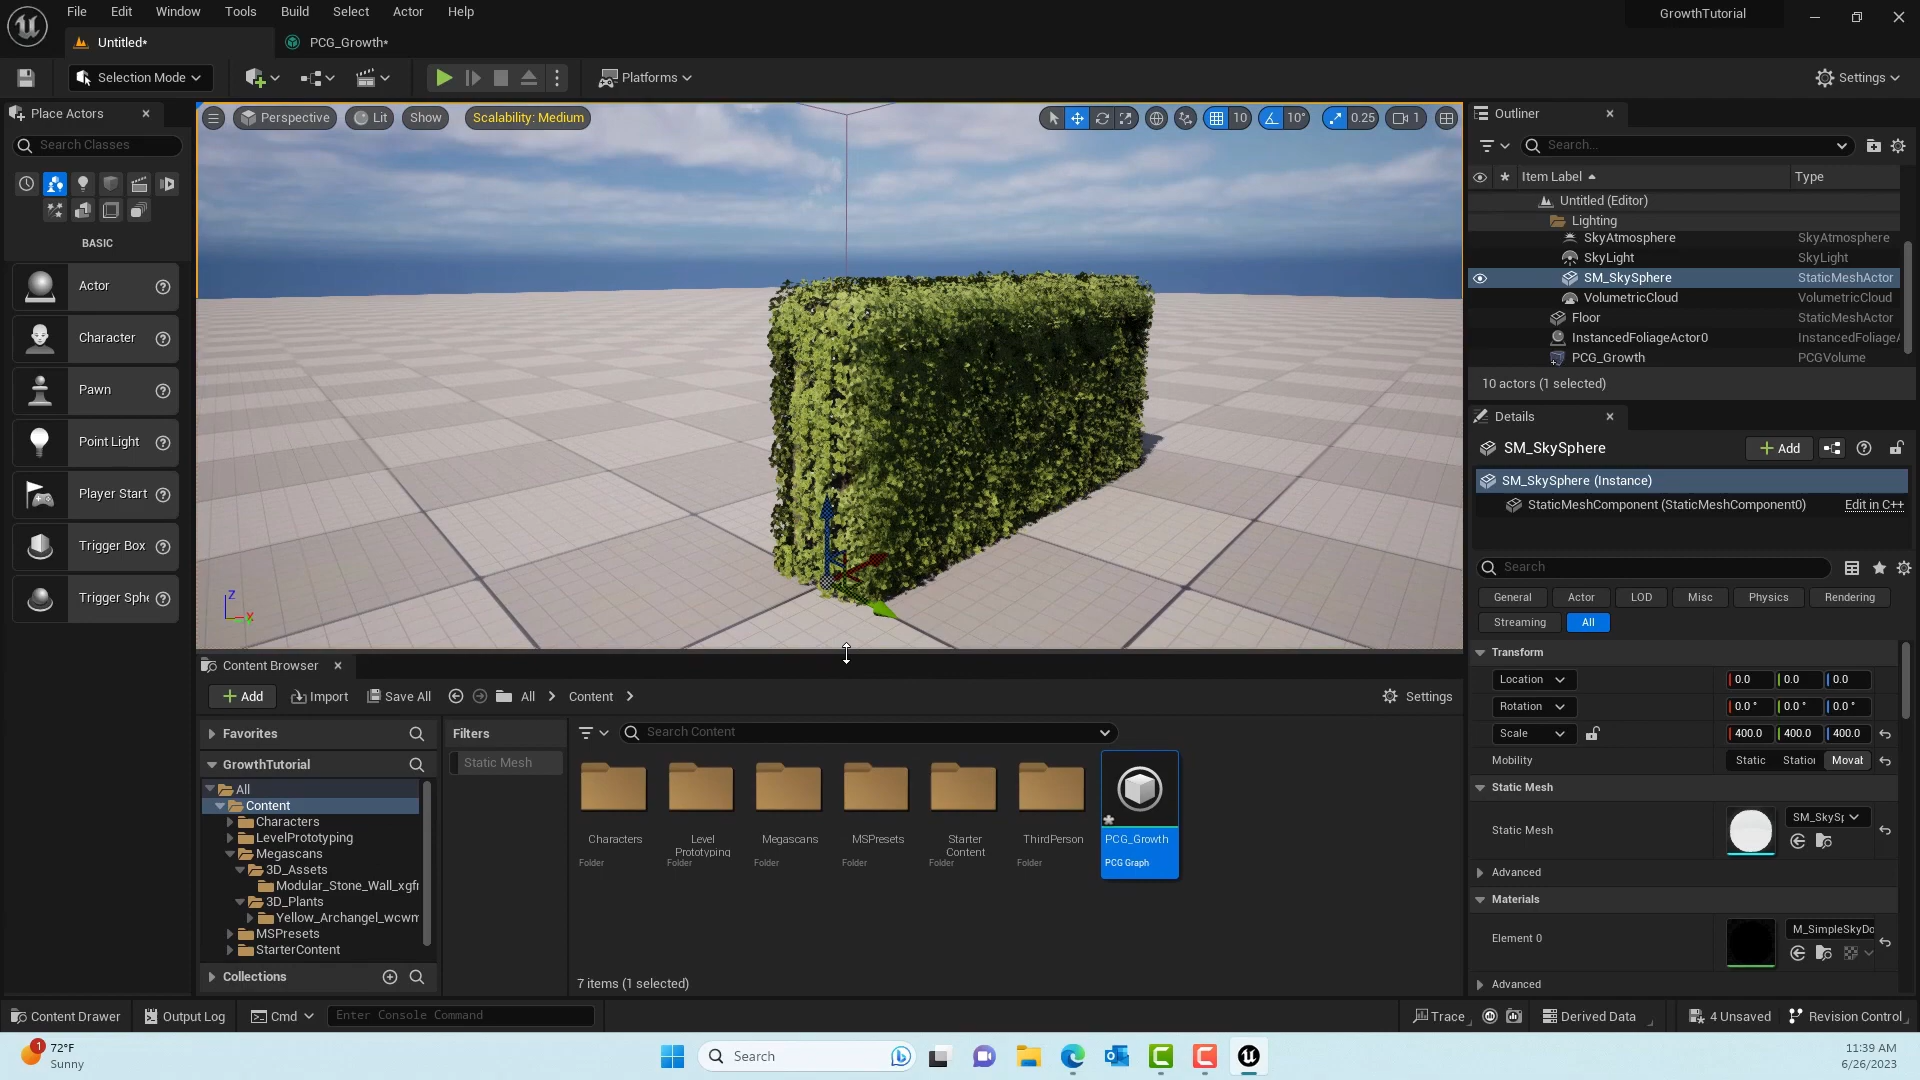 File Edit Window Tools Build Select Actor Help
GrowthTutorial
Untitled*
PCG_Growth*
Selection Mode
Platforms
Settings
Place Actors
Search Classes
BASIC
Actor
Character
Pawn
Point Light
Player Start
Trigger Box
Trigger Sphe
Perspective
Lit
Show
Scalability: Medium
10
10°
0.25
1
Z
X
Outliner
Search...
Item Label
Type
Untitled (Editor)
Lighting
SkyAtmosphere SkyAtmosphere
SkyLight SkyLight
SM_SkySphere StaticMeshActor
VolumetricCloud VolumetricCloud
Floor StaticMeshActor
InstancedFoliageActor0 InstancedFoliageA
PCG_Growth PCGVolume
10 actors (1 selected)
Details
SM_SkySphere
Add
SM_SkySphere (Instance)
StaticMeshComponent (StaticMeshComponent0) Edit in C++
Search
General Actor LOD Misc Physics Rendering
Streaming All
Transform
Location 0.0 0.0 0.0
Rotation 0.0 ° 0.0 ° 0.0 °
Scale 400.0 400.0 400.0
Mobility Static Statioi Movat
Static Mesh
Static Mesh
SM_SkySp
Advanced
Materials
Element 0
M_SimpleSkyDo
Advanced
Content Browser
Add Import Save All All Content Settings
Favorites
GrowthTutorial
All
Content
Characters
LevelPrototyping
Megascans
3D_Assets
Modular_Stone_Wall_xgfi
3D_Plants
Yellow_Archangel_wcwm
MSPresets
StarterContent
Collections
Filters
Static Mesh
Search Content
Characters
Folder
Level
Prototyping
Folder
Megascans
Folder
MSPresets
Folder
Starter
Content
Folder
ThirdPerson
Folder
PCG_Growth
PCG Graph
7 items (1 selected)
Content Drawer Output Log Cmd Enter Console Command
Trace Derived Data 4 Unsaved Revision Control
1
72°F
Sunny
Search
11:39 AM
6/26/2023